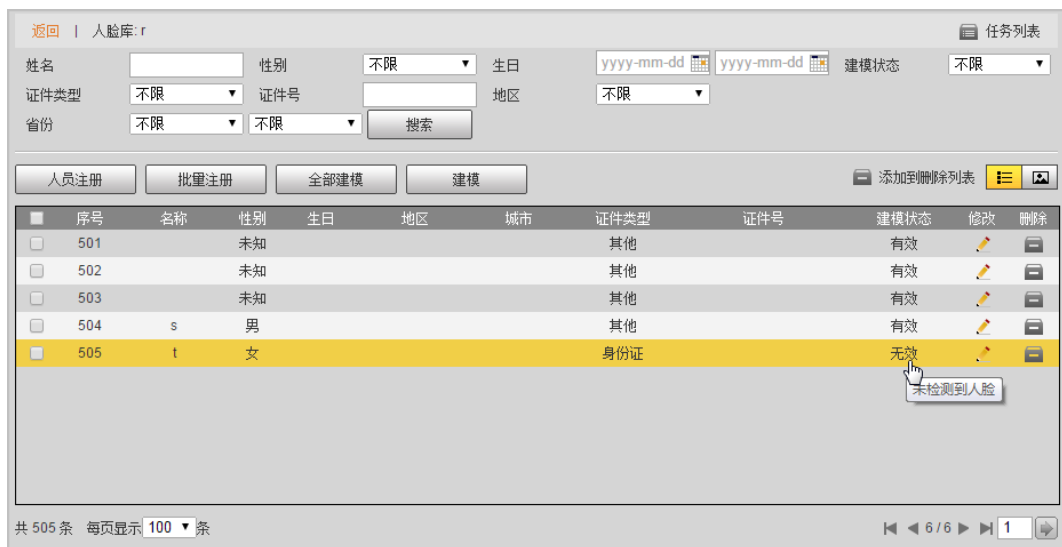 返回 | 人脸库: r 任务列表
姓名 性别 不限 生日 yyyy-mm-dd yyyy-mm-dd 建模状态 不限
证件类型 不限 证件号 地区 不限
省份 不限 不限 搜索
人员注册 批量注册 全部建模 建模 添加到删除列表
序号 名称 性别 生日 地区 城市 证件类型 证件号 建模状态 修改 删除
501 未知 其他 有效
502 未知 其他 有效
503 未知 其他 有效
504 s 男 其他 有效
505 t 女 身份证 无效
未检测到人脸
共 505 条 每页显示 100 条 6 / 6 1